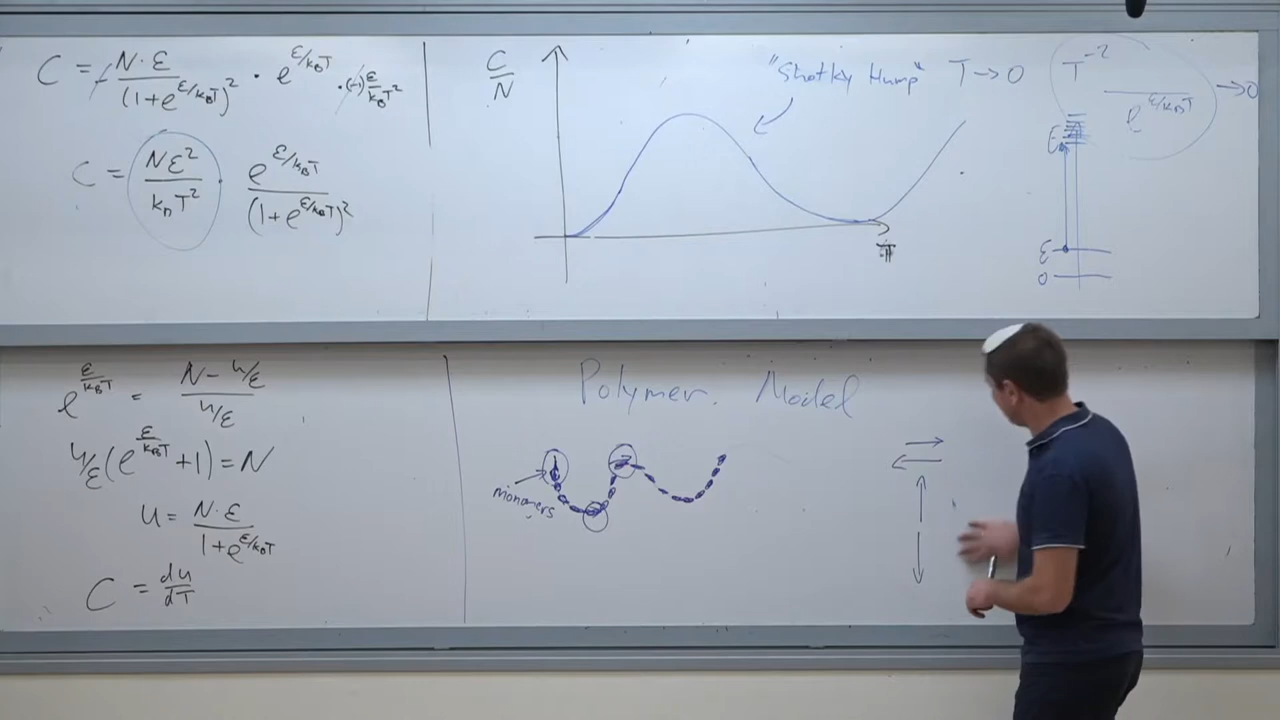 C = - N·ε / (1+e^{ε/k_BT})² · e^{ε/k_BT} ·(-1) ε/k_BT²
C = Nε² / k_BT² · e^{ε/k_BT} / (1+e^{ε/k_BT})²
C/N
"Shotky Hump" T→0
T^{-2} / e^{ε/k_BT} →0
E
ε
0
T
e^{ε/k_BT} = (N - u/ε) / (u/ε)
u/ε (e^{ε/k_BT} +1) = N
u = N·ε / (1+e^{ε/k_BT})
C = du/dT
Polymer. Model
monomers